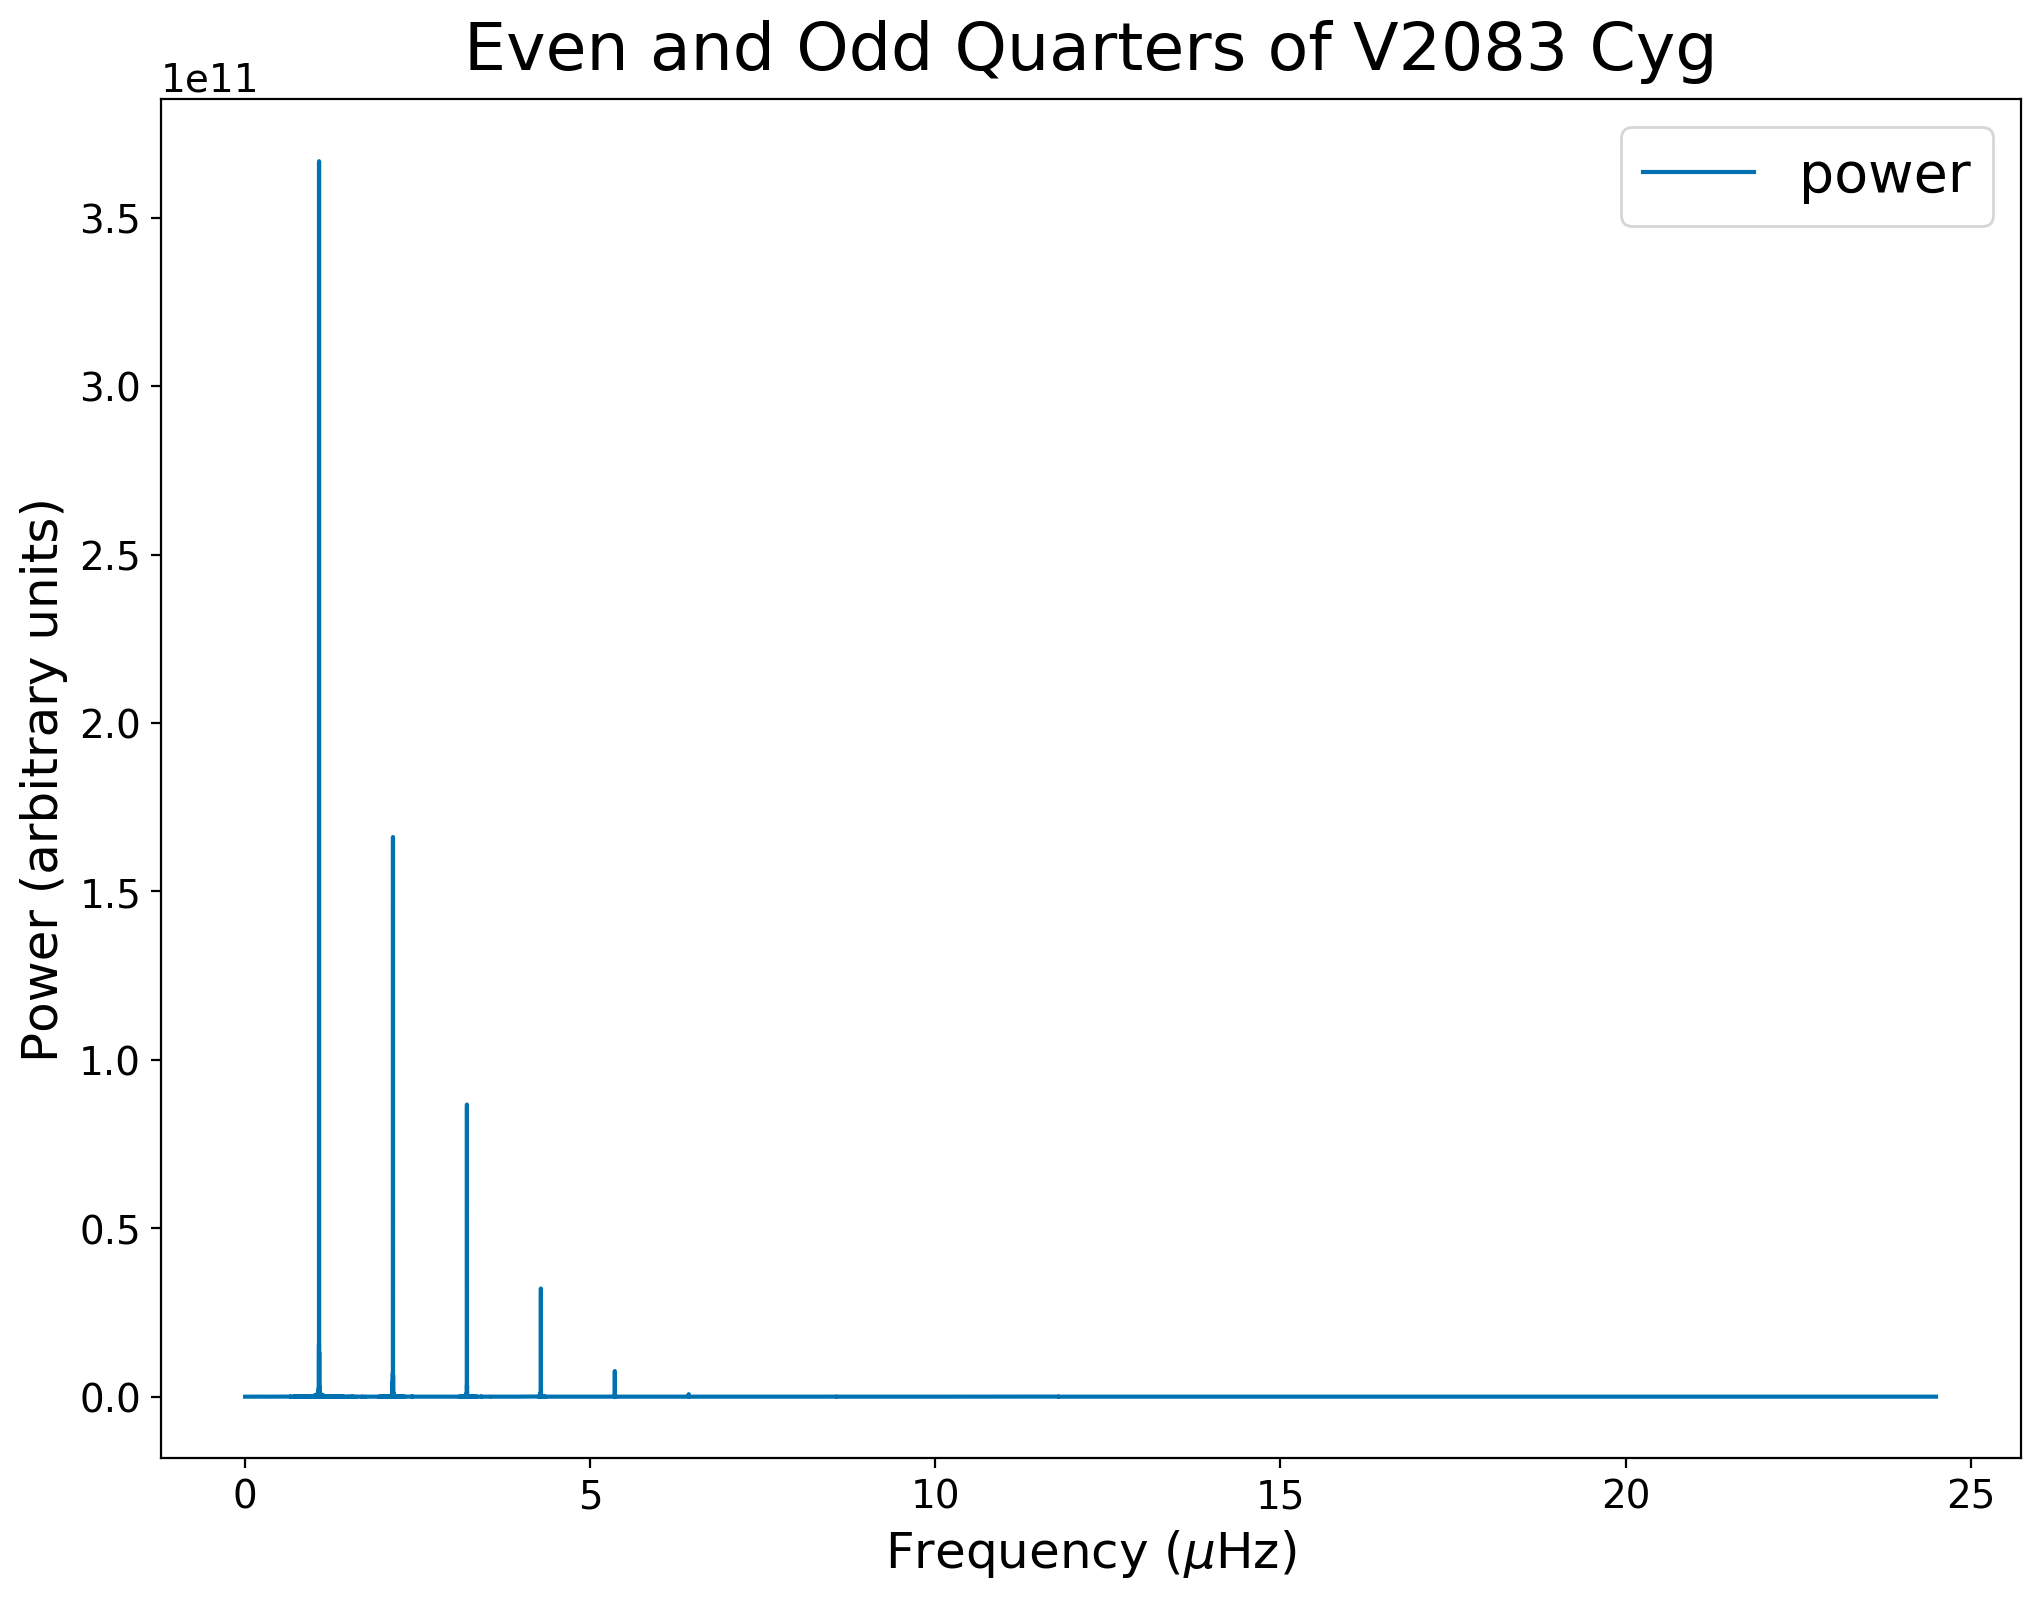 Even and Odd Quarters of V2083 Cyg
1e11
power
3.5
3.0
2.5
2.0
1.5
1.0
0.5
0.0
Power (arbitrary units)
0 5 10 15 20 25
Frequency (μHz)